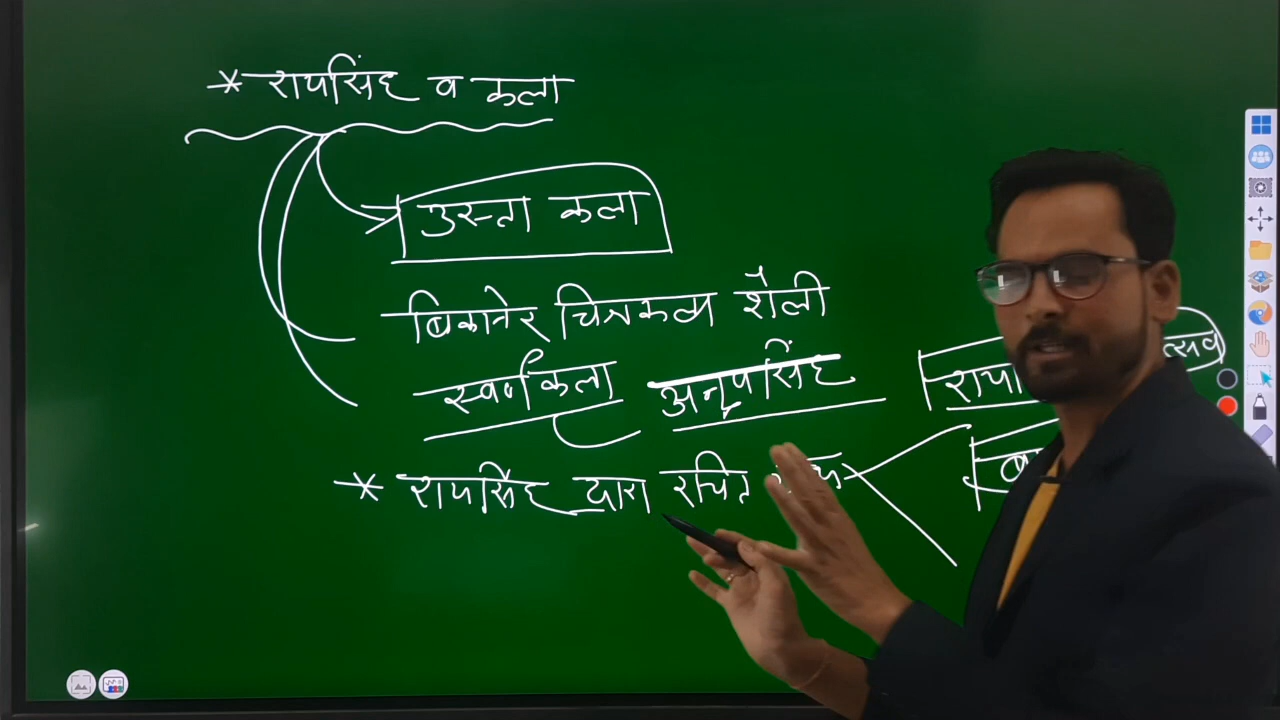 * रायसिंह व कला
उस्ता कला
बिकानेर चित्रकला शैली
स्वर्णकला अनूपसिंह
* रायसिंह द्वारा रचित